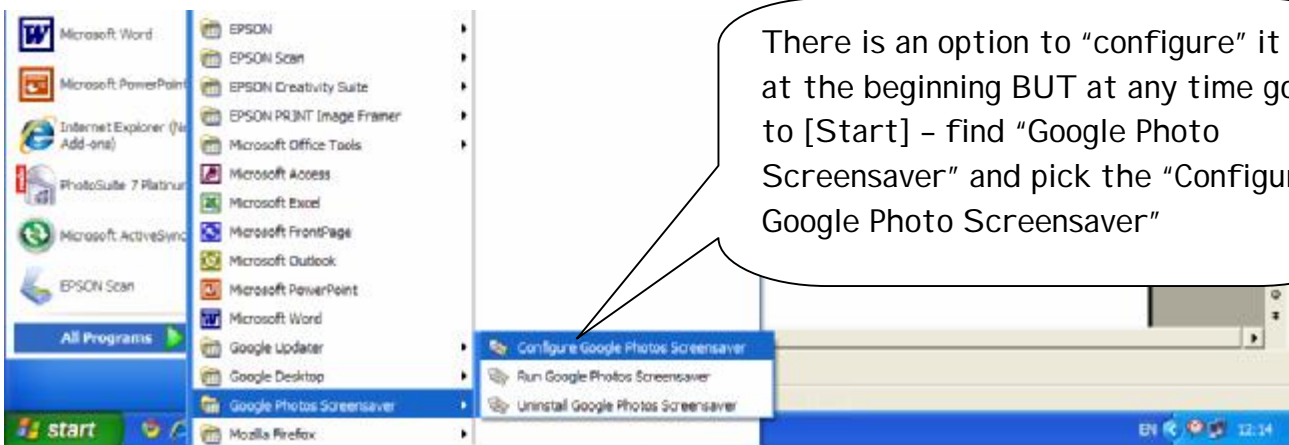 Microsoft Word
Microsoft PowerPoint
Internet Explorer (No
Add-ons)
PhotoSuite 7 Platinum
Microsoft ActiveSync
EPSON Scan
All Programs
start
EPSON
EPSON Scan
EPSON Creativity Suite
EPSON PRINT Image Framer
Microsoft Office Tools
Microsoft Access
Microsoft Excel
Microsoft FrontPage
Microsoft Outlook
Microsoft PowerPoint
Microsoft Word
Google Updater
Google Desktop
Google Photos Screensaver
Mozilla Firefox
Configure Google Photos Screensaver
Run Google Photos Screensaver
Uninstall Google Photos Screensaver
There is an option to “configure” it
at the beginning BUT at any time go
to [Start] – find “Google Photo
Screensaver” and pick the “Configur
Google Photo Screensaver”
EN 12:14